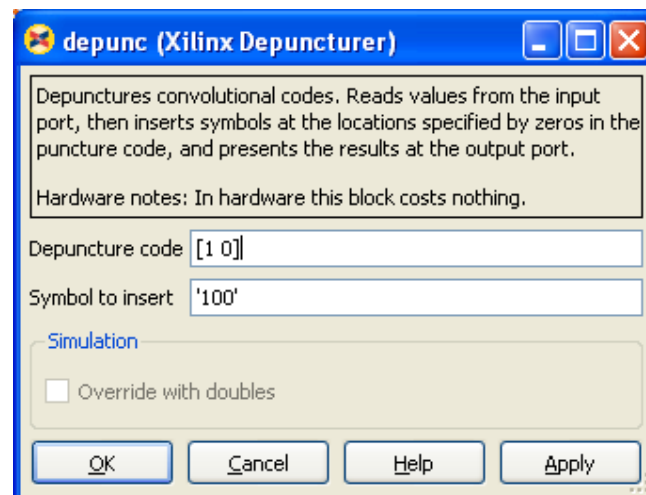 depunc (Xilinx Depuncturer)
Depunctures convolutional codes. Reads values from the input
port, then inserts symbols at the locations specified by zeros in the
puncture code, and presents the results at the output port.
Hardware notes: In hardware this block costs nothing.
Depuncture code [1 0]
Symbol to insert '100'
Simulation
Override with doubles
OK Cancel Help Apply